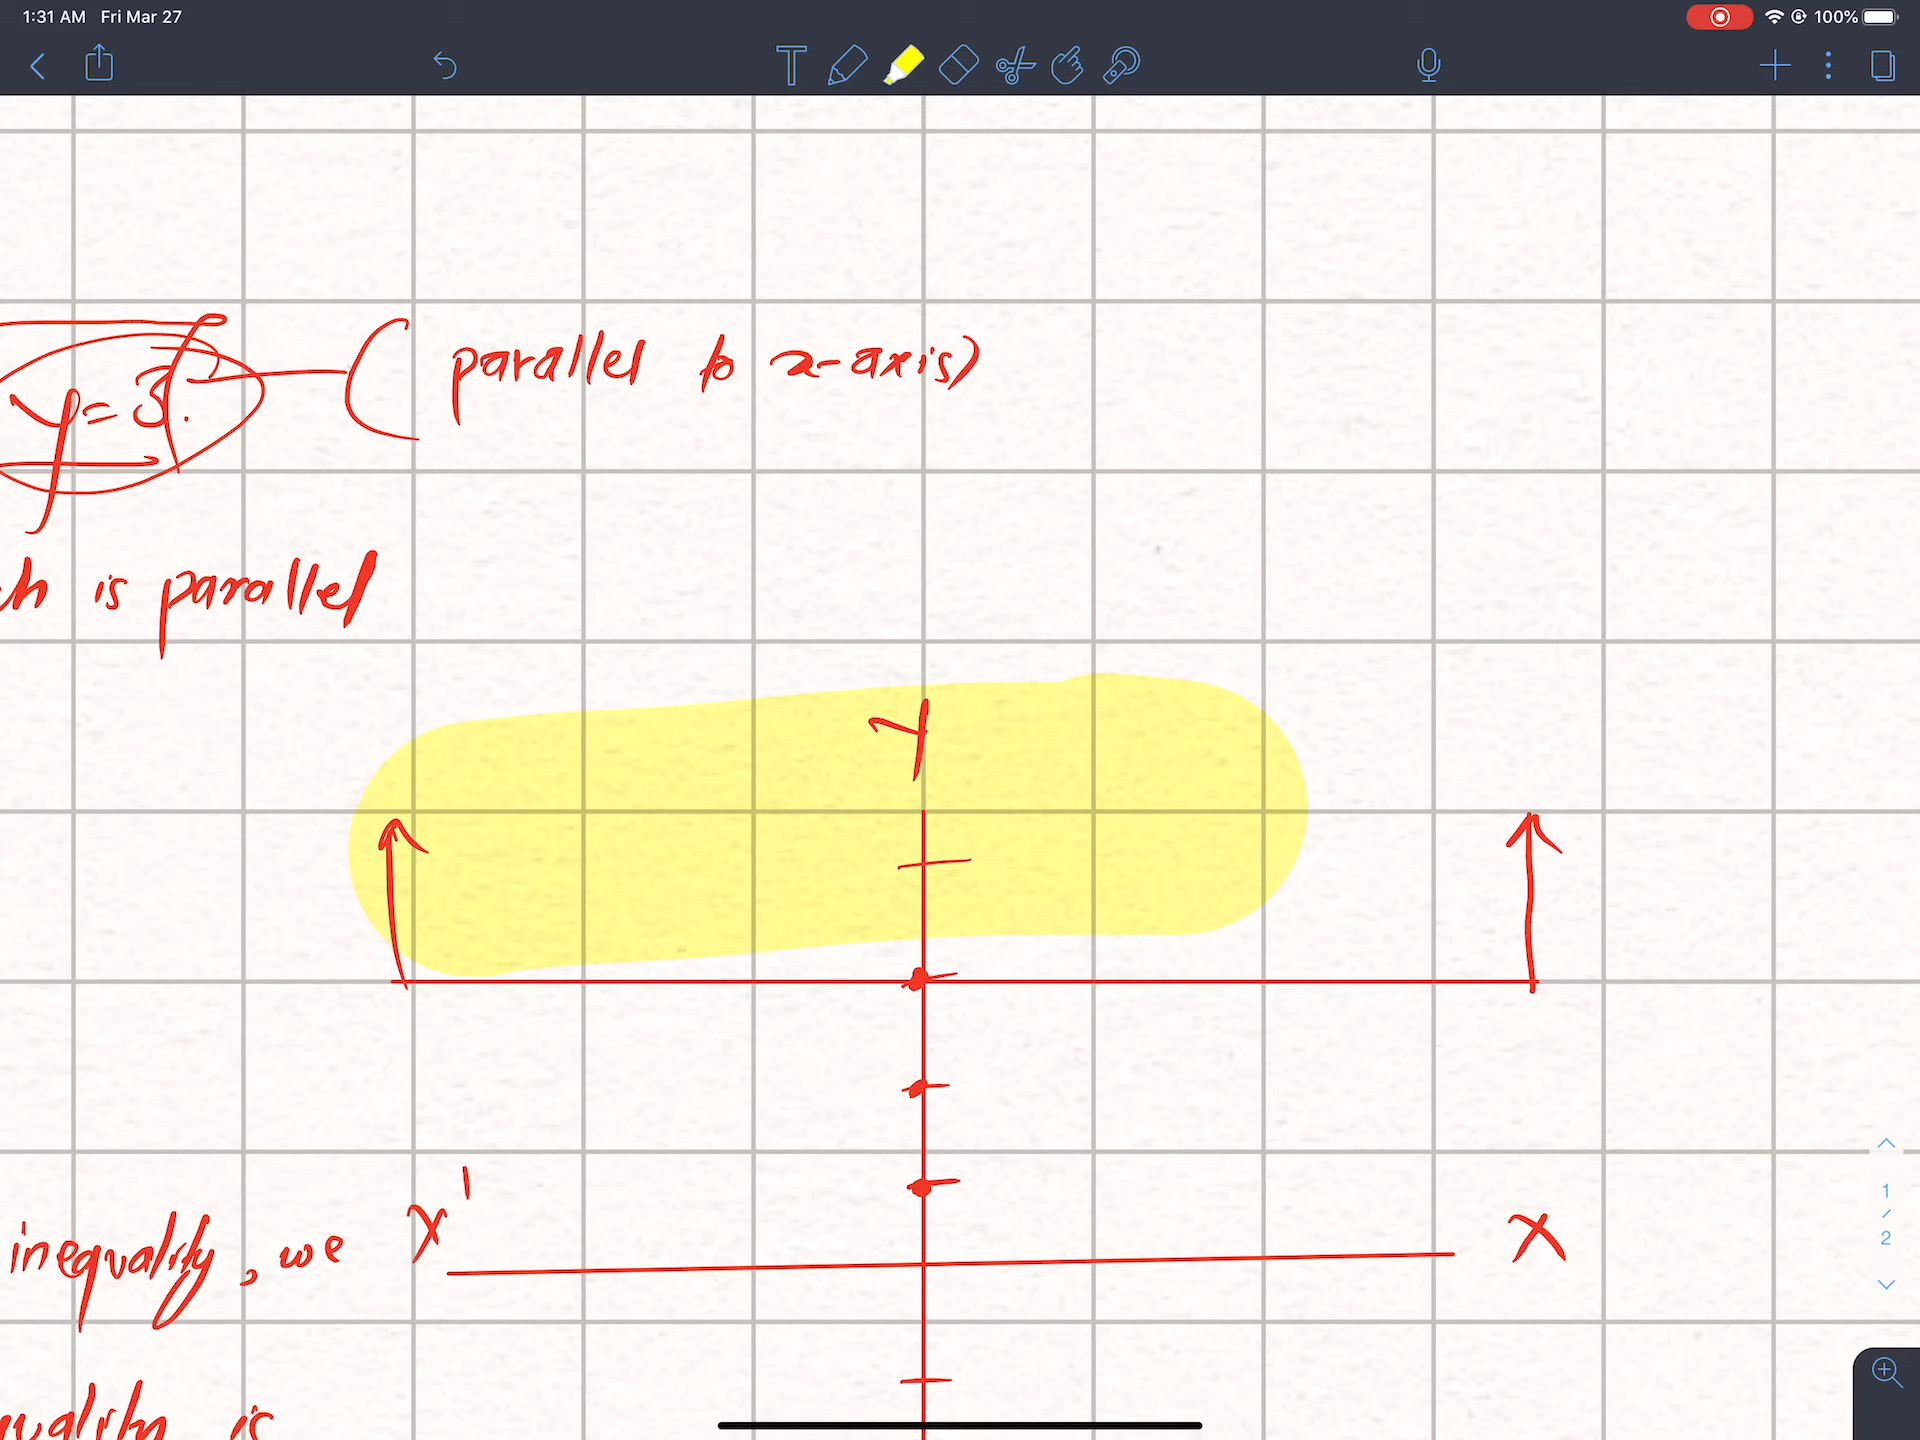 1:31 AM Fri Mar 27 100%
y = 3. ( parallel to x-axis)
is parallel
Y
X' X
inequality, we
is
1
2